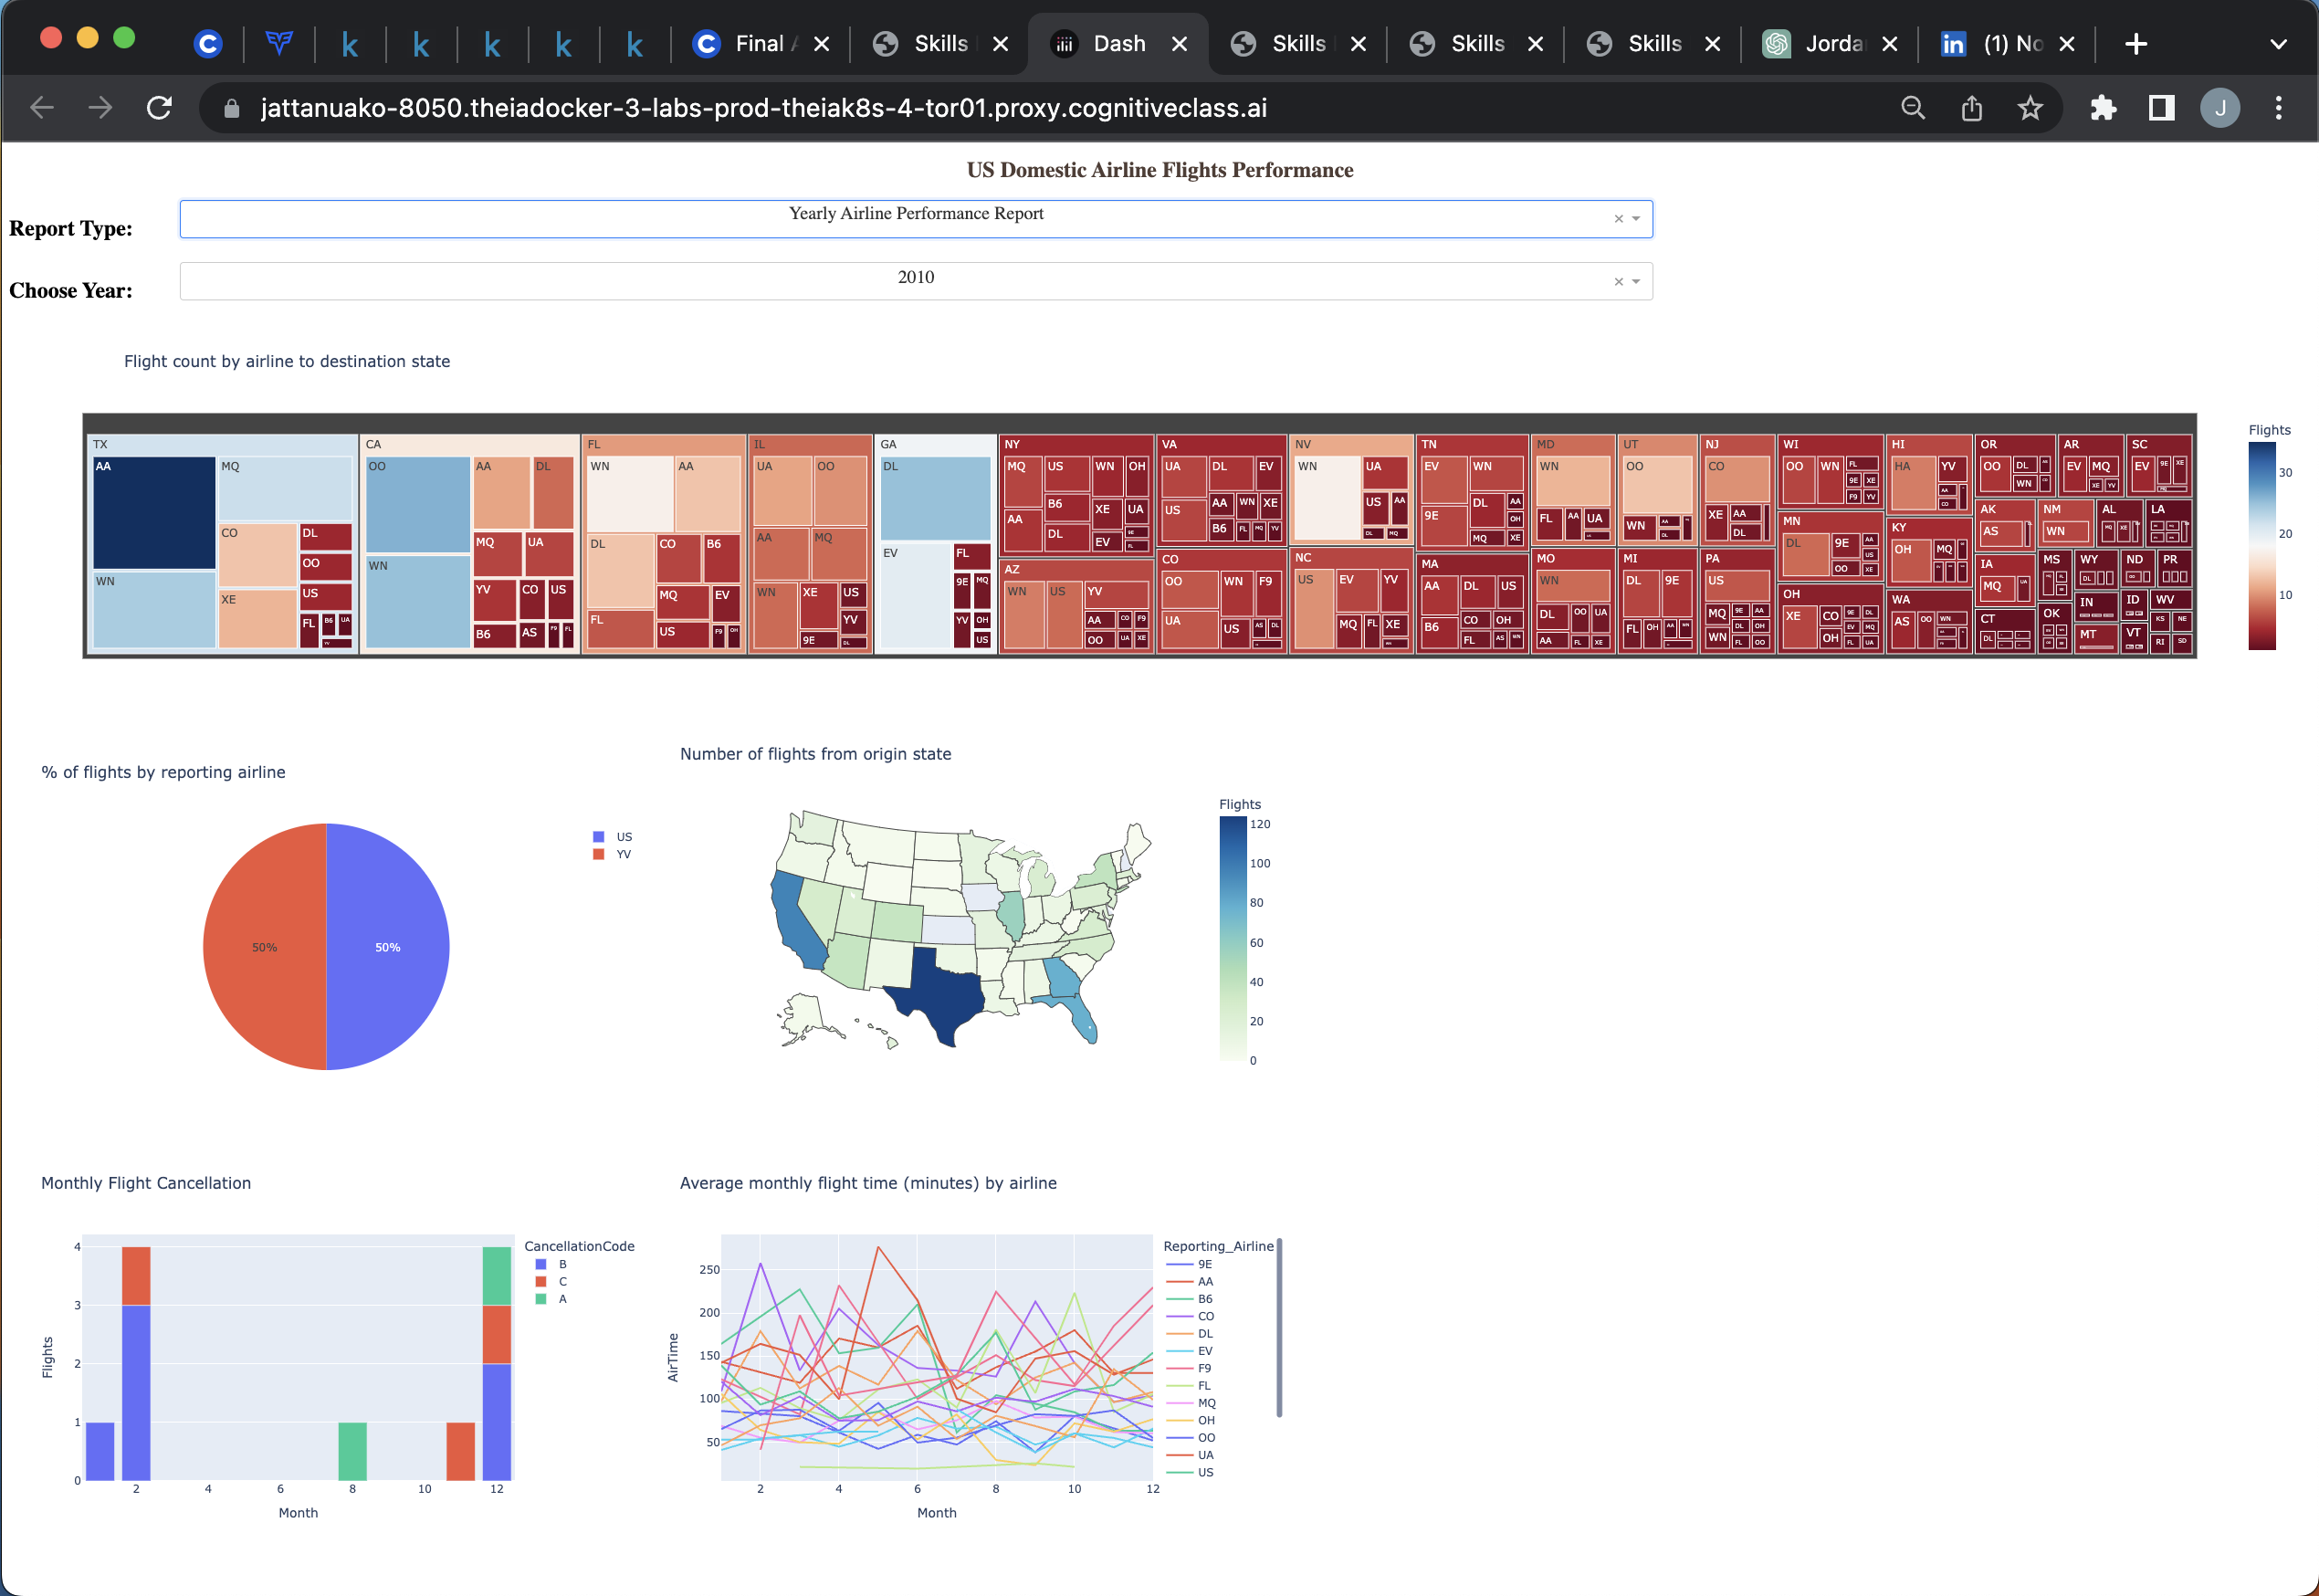 Final A
Skills
Dash
Skills
Skills
Skills
Jorda
(1) No
jattanuako-8050.theiadocker-3-labs-prod-theiak8s-4-tor01.proxy.cognitiveclass.ai
J
US Domestic Airline Flights Performance
Report Type:
Yearly Airline Performance Report
Choose Year:
2010
Flight count by airline to destination state
TX
AA
MQ
WN
CO
XE
DL
OO
US
FL
B6
UA
CA
OO
WN
AA
DL
MQ
UA
YV
CO
US
B6
AS
F9
FL
FL
WN
AA
DL
CO
B6
MQ
EV
FL
US
F9
OH
IL
UA
OO
AA
MQ
WN
XE
US
YV
9E
DL
GA
DL
EV
FL
9E
MQ
YV
OH
US
NY
MQ
US
WN
OH
B6
XE
UA
AA
DL
EV
AZ
WN
US
YV
AA
CO
F9
OO
UA
XE
VA
UA
DL
EV
US
AA
WN
XE
B6
FL
MQ
YV
CO
OO
WN
F9
UA
US
AS
DL
NV
WN
UA
US
AA
DL
MQ
NC
US
EV
YV
MQ
FL
XE
TN
EV
WN
9E
DL
AA
OH
MQ
XE
MA
AA
DL
US
B6
CO
OH
FL
AS
WN
MD
WN
FL
AA
UA
MO
WN
DL
OO
UA
AA
FL
XE
UT
OO
WN
AA
DL
MI
DL
9E
FL
OH
AA
WN
NJ
CO
XE
AA
DL
PA
US
MQ
9E
AA
DL
OH
WN
FL
OO
WI
OO
WN
FL
9E
XE
F9
YV
MN
DL
9E
AA
US
OO
XE
OH
XE
CO
9E
DL
EV
MQ
OH
FL
UA
HI
HA
YV
AA
CO
KY
OH
MQ
WA
AS
OO
WN
OR
OO
DL
WN
AK
AS
IA
MQ
UA
CT
DL
AR
EV
MQ
XE
YV
NM
WN
MS
OK
SC
EV
9E
XE
AL
MQ
XE
LA
WY
DL
ND
PR
IN
ID
WV
MT
VT
KS
NE
RI
SD
Flights
30
20
10
% of flights by reporting airline
US
YV
50%
50%
Number of flights from origin state
Flights
120
100
80
60
40
20
0
Monthly Flight Cancellation
CancellationCode
B
C
A
Flights
4
3
2
1
0
2
4
6
8
10
12
Month
Average monthly flight time (minutes) by airline
Reporting_Airline
9E
AA
B6
CO
DL
EV
F9
FL
MQ
OH
OO
UA
US
AirTime
250
200
150
100
50
2
4
6
8
10
12
Month